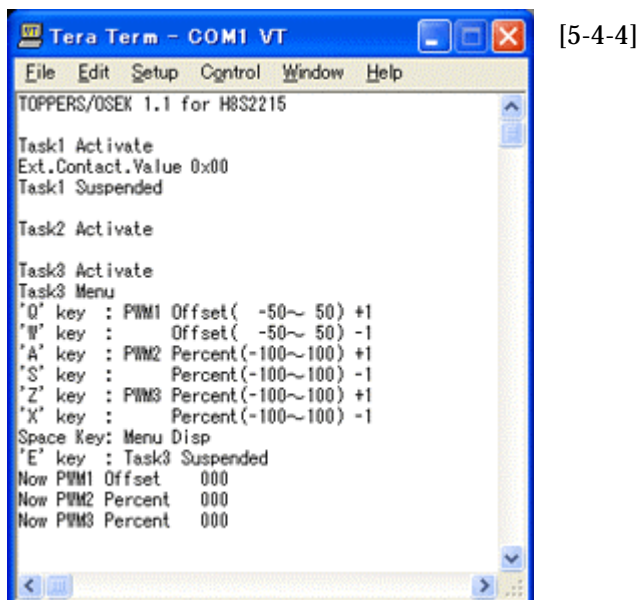 Tera Term - COM1 VT
[5-4-4]
File Edit Setup Control Window Help
TOPPERS/OSEK 1.1 for H8S2215
Task1 Activate
Ext.Contact.Value 0x00
Task1 Suspended
Task2 Activate
Task3 Activate
Task3 Menu
'Q' key : PWM1 Offset( -50～ 50) +1
'W' key : Offset( -50～ 50) -1
'A' key : PWM2 Percent(-100～100) +1
'S' key : Percent(-100～100) -1
'Z' key : PWM3 Percent(-100～100) +1
'X' key : Percent(-100～100) -1
Space Key: Menu Disp
'E' key : Task3 Suspended
Now PWM1 Offset 000
Now PWM2 Percent 000
Now PWM3 Percent 000